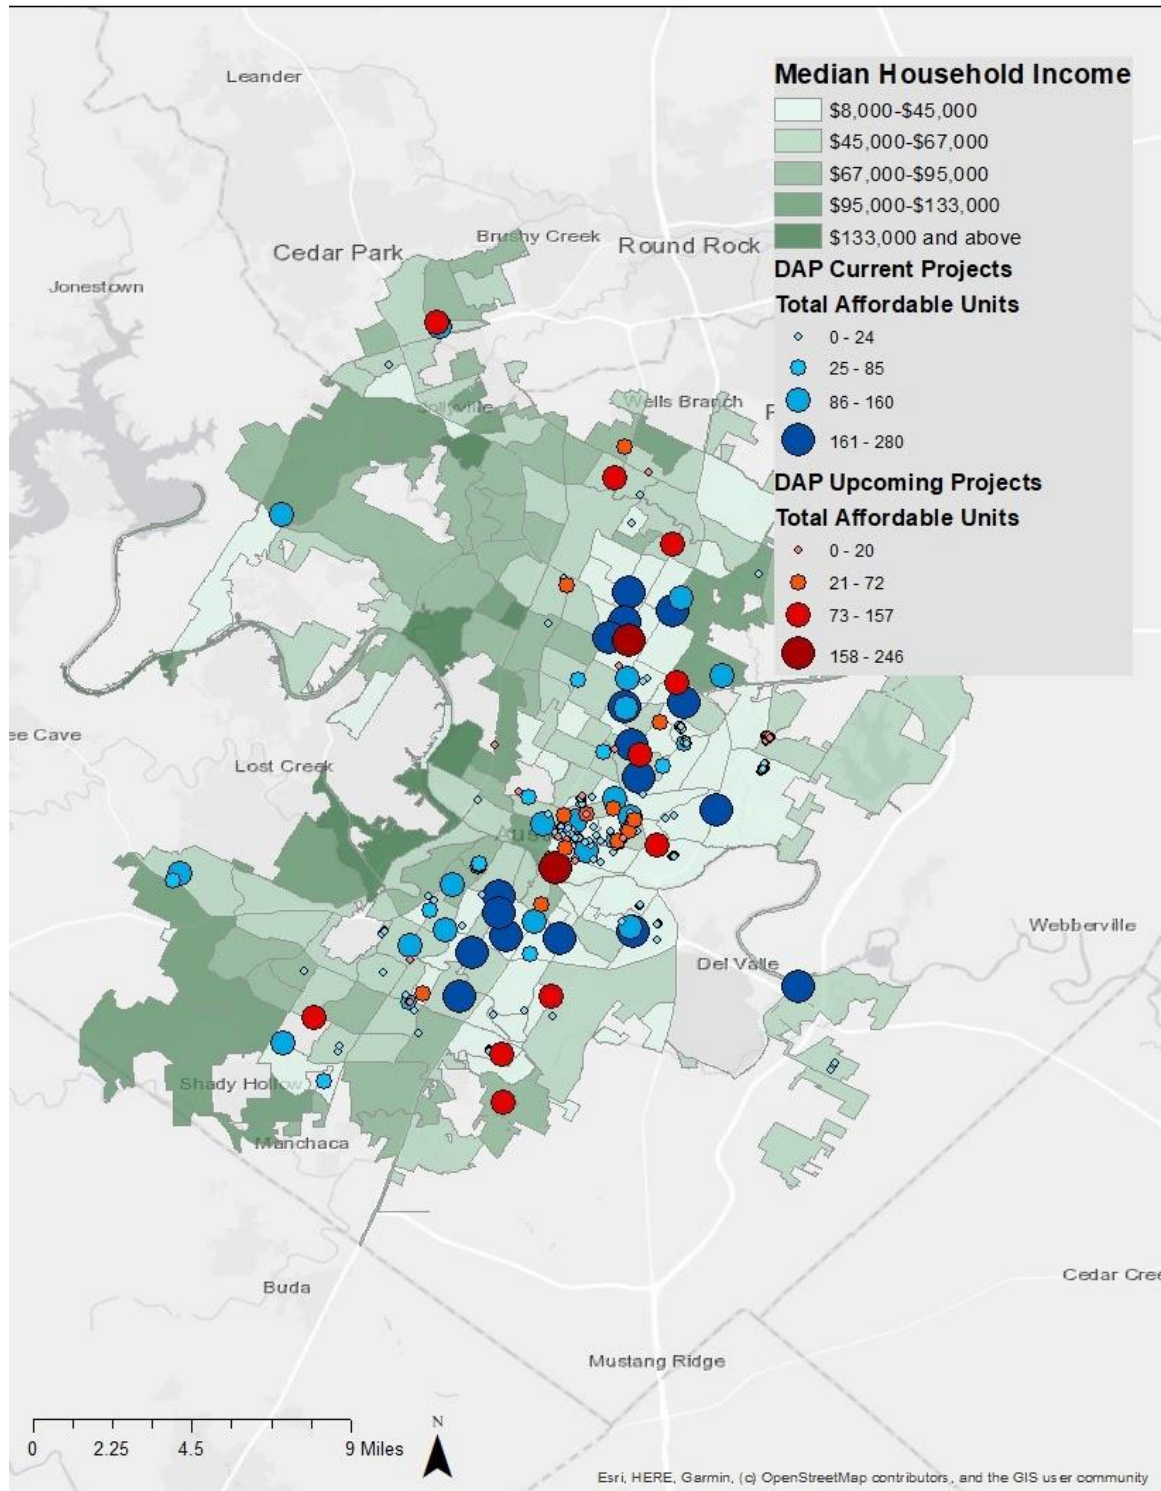 Leander
Median Household Income
$8,000-$45,000
$45,000-$67,000
$67,000-$95,000
$95,000-$133,000
$133,000 and above
DAP Current Projects
Total Affordable Units
0 - 24
25 - 85
86 - 160
161 - 280
DAP Upcoming Projects
Total Affordable Units
0 - 20
21 - 72
73 - 157
158 - 246
Brushy Creek
Round Rock
Cedar Park
Jonestown
Jollyville
Wells Branch
P
ee Cave
Lost Creek
Aus
Webberville
Del Valle
Shady Hollow
Manchaca
Buda
Cedar Cree
Mustang Ridge
N
0 2.25 4.5 9 Miles
Esri, HERE, Garmin, (c) OpenStreetMap contributors, and the GIS user community